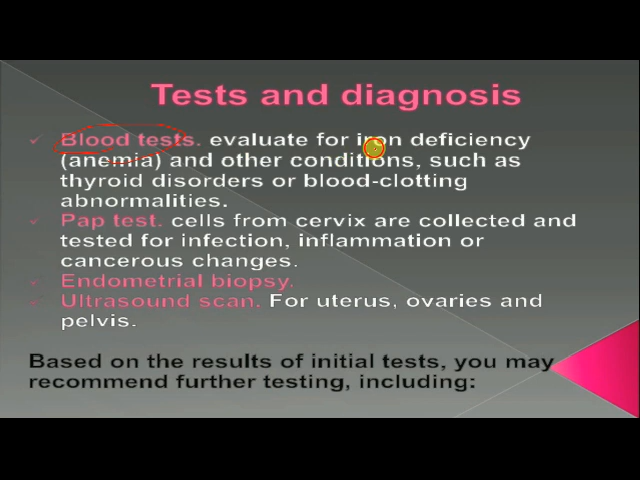 Tests and diagnosis
Blood tests. evaluate for iron deficiency
(anemia) and other conditions, such as
thyroid disorders or blood-clotting
abnormalities.
Pap test. cells from cervix are collected and
tested for infection, inflammation or
cancerous changes.
Endometrial biopsy.
Ultrasound scan. For uterus, ovaries and
pelvis.
Based on the results of initial tests, you may
recommend further testing, including: